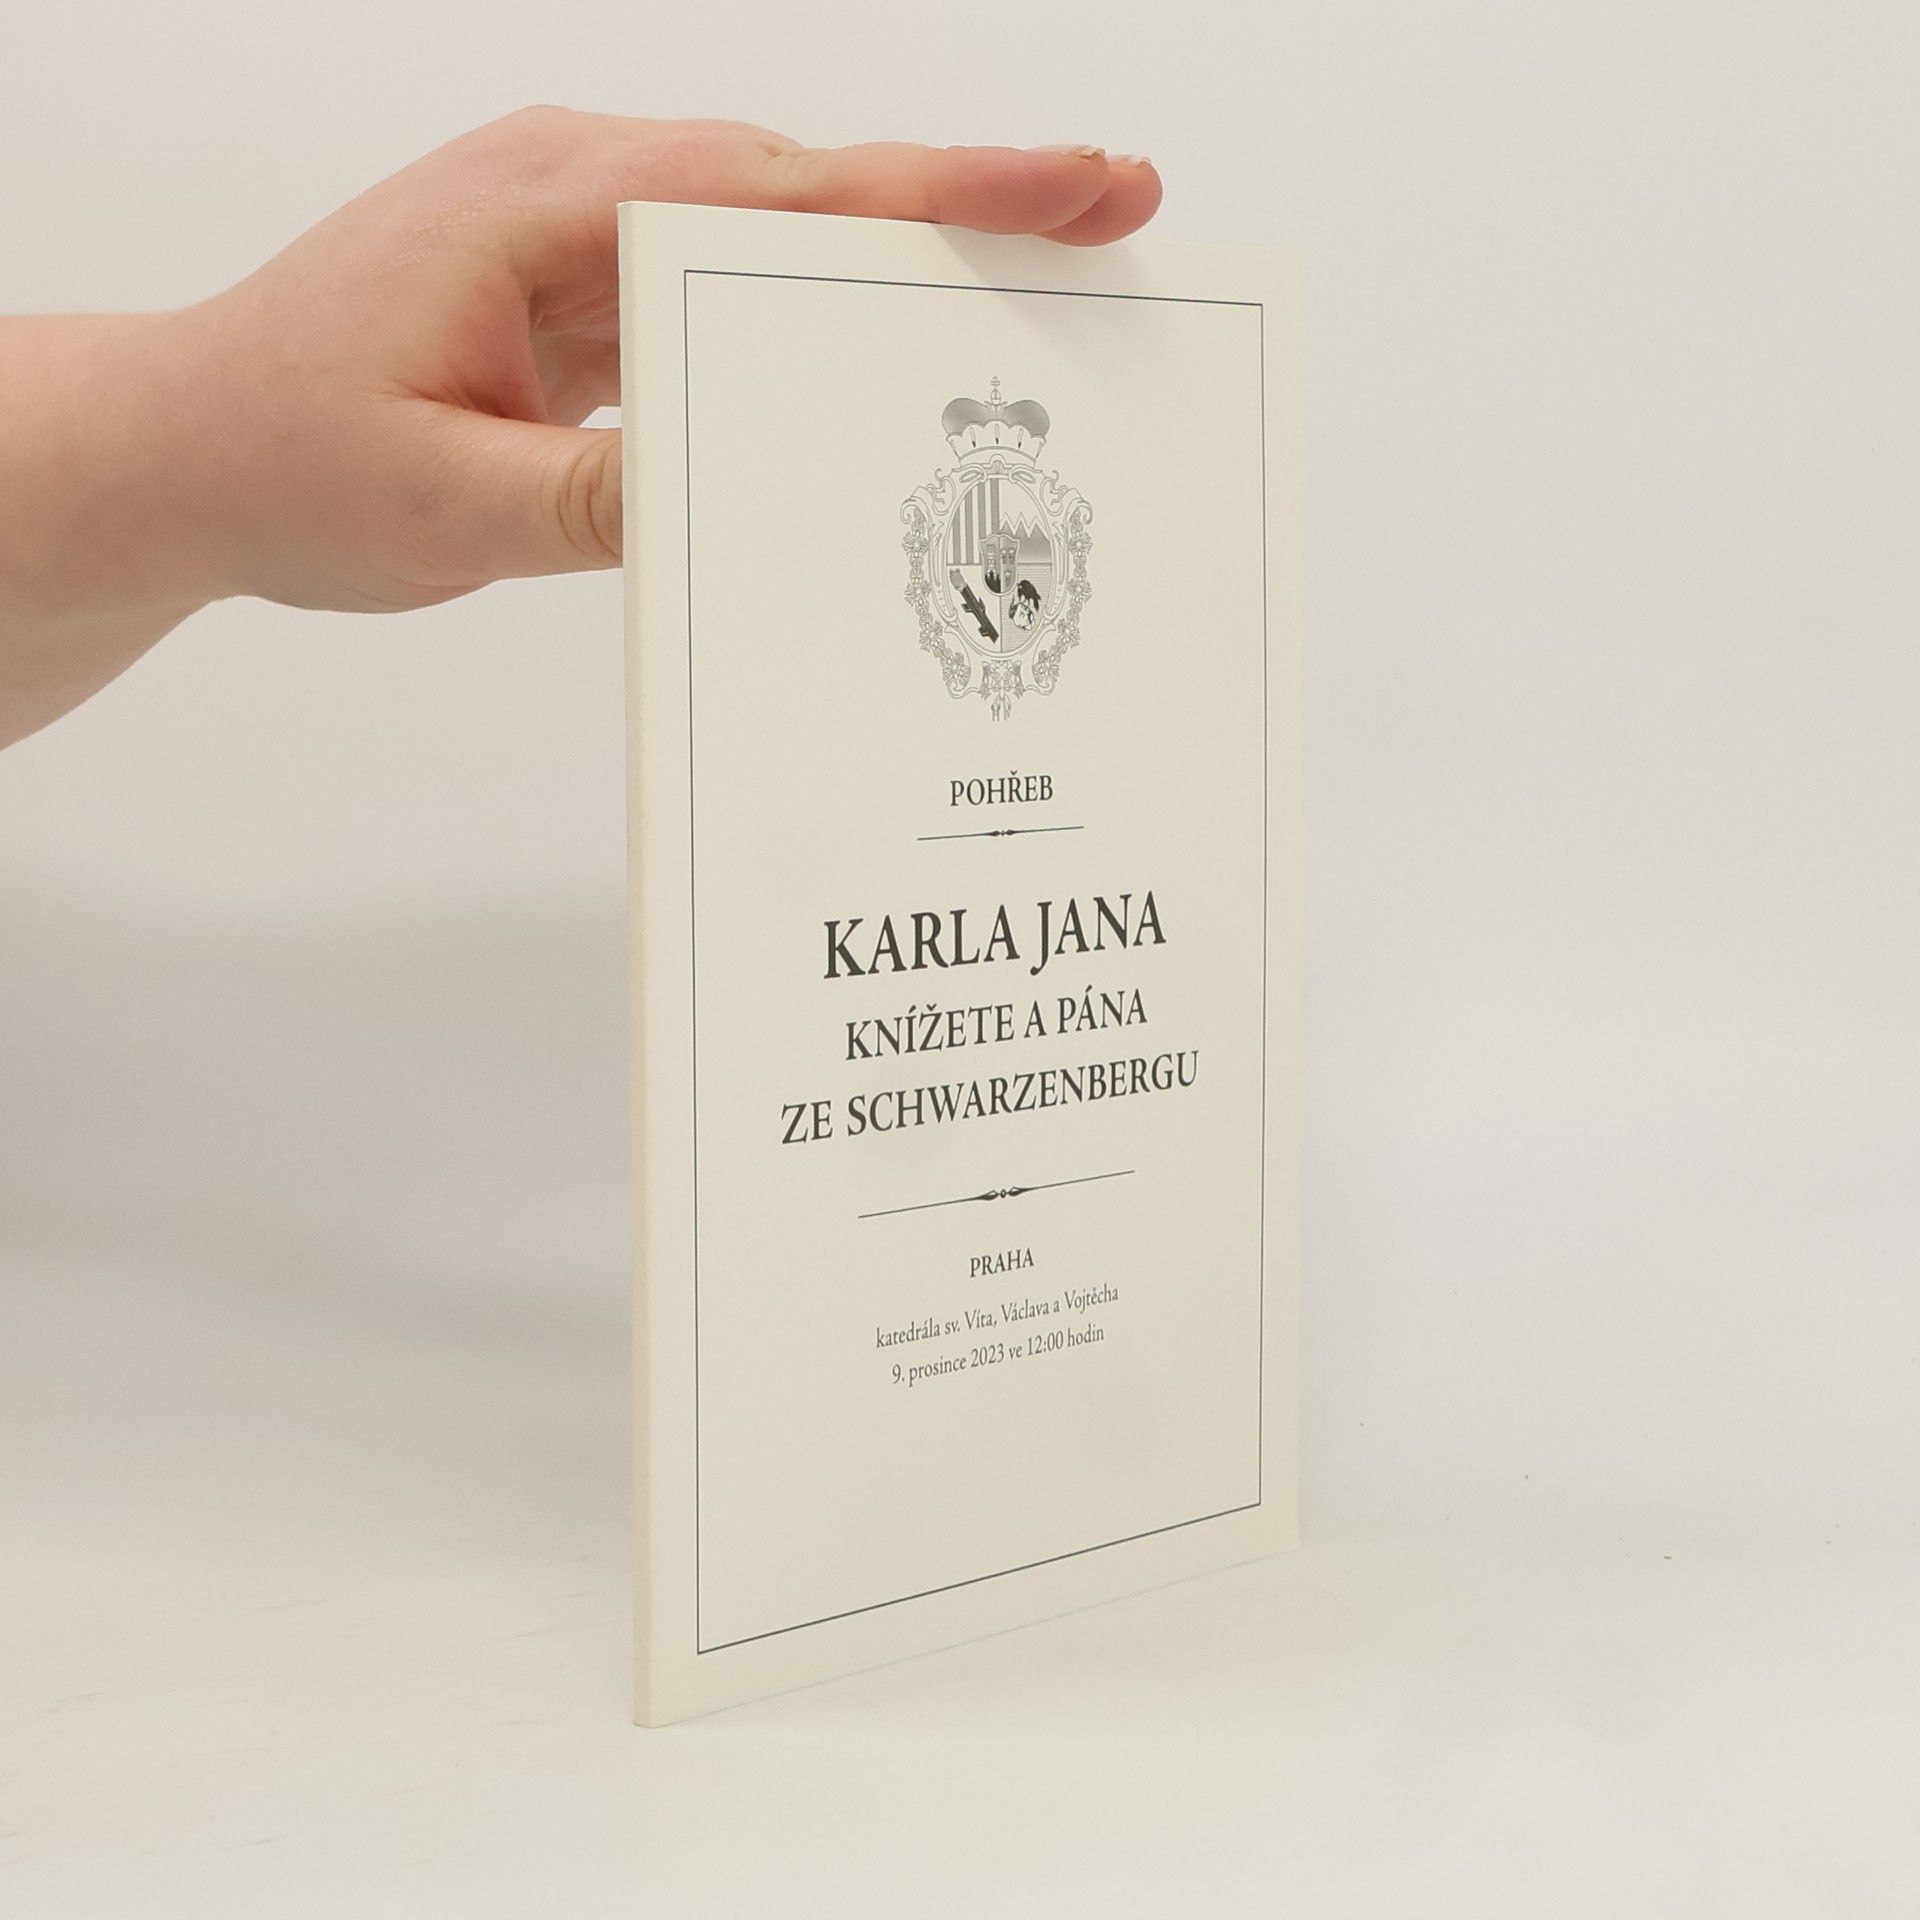 POHŘEB
KARLA JANA
KNÍŽETE A PÁNA
ZE SCHWARZENBERGU
PRAHA
katedrála sv. Víta, Václava a Vojtěcha
9. prosince 2023 ve 12:00 hodin